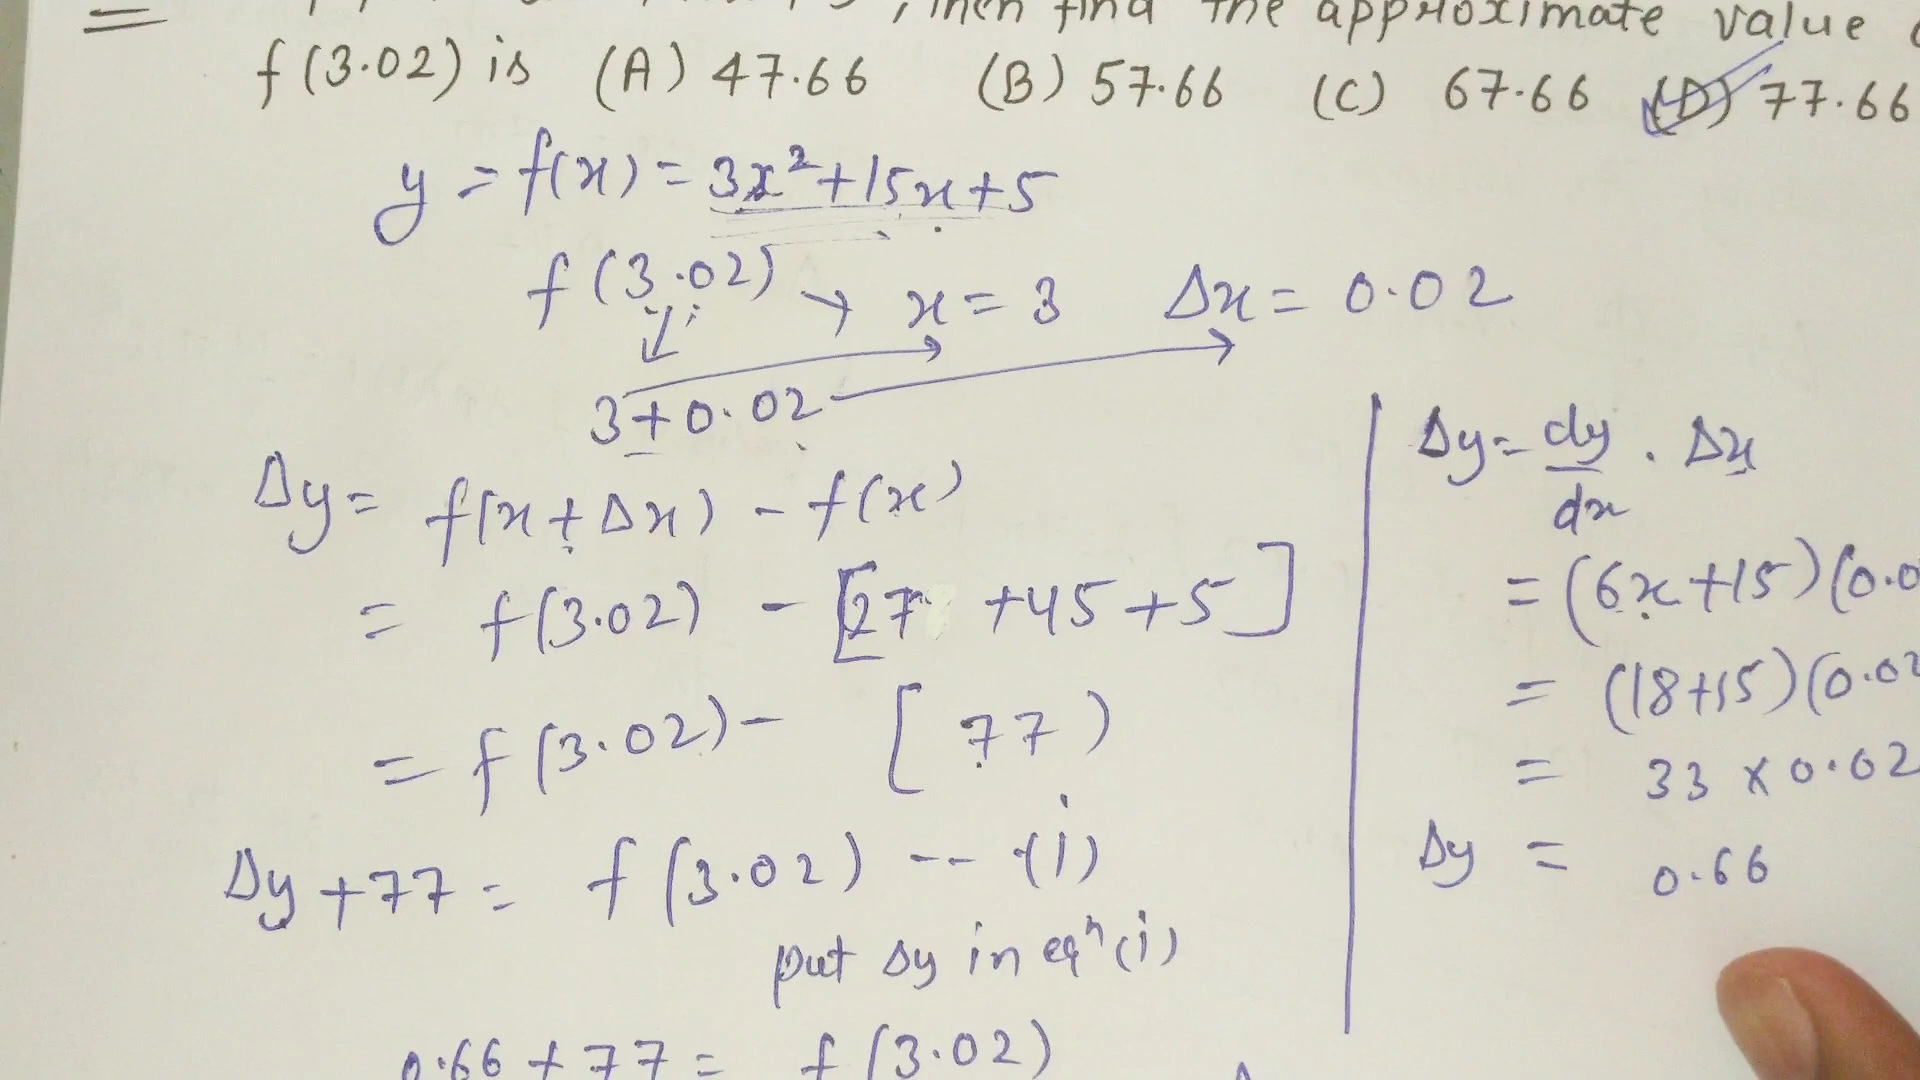 , then find the approximate value
f(3.02) is (A) 47.66 (B) 57.66 (C) 67.66 (D) 77.66
y = f(x) = 3x²+15x+5
f(3.02) → x = 3 Δx = 0.02
3+0.02
Δy = f(x+Δx) - f(x)
= f(3.02) - [27 +45+5]
= f(3.02) - [77)
Δy+77 = f(3.02) -- (i)
put Δy in eqⁿ(i)
0.66 + 77 = f(3.02)
Δy = dy/dx . Δx
= (6x+15)(0.0
= (18+15)(0.02
= 33 x 0.02
Δy = 0.66